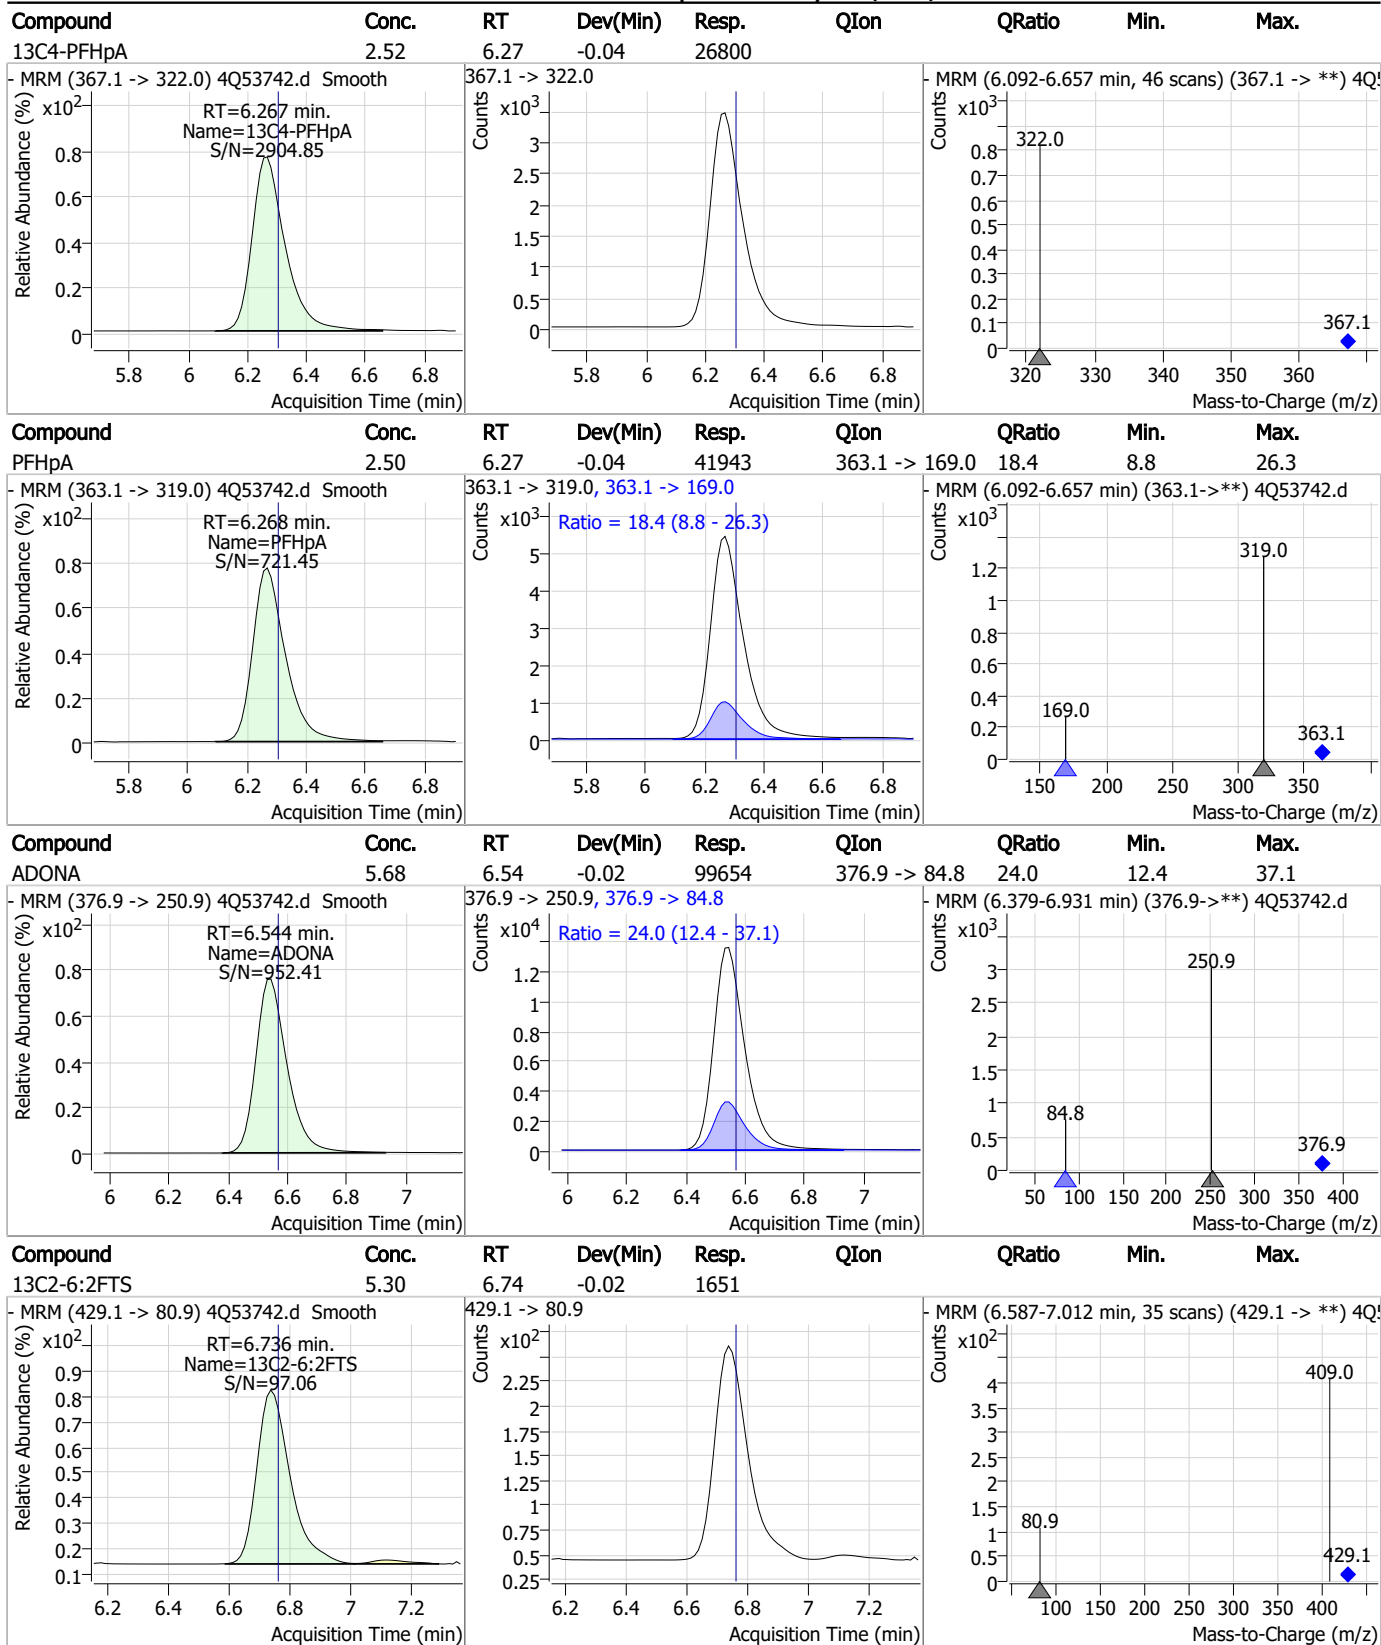 Compound Conc. RT Dev(Min) Resp. QIon QRatio Min. Max.
13C4-PFHpA 2.52 6.27 -0.04 26800
- MRM (367.1 -> 322.0) 4Q53742.d Smooth
Relative Abundance (%)
x10²
RT=6.267 min.
Name=13C4-PFHpA
S/N=2904.85
0.8
0.6
0.4
0.2
0
5.8 6 6.2 6.4 6.6 6.8
Acquisition Time (min)
367.1 -> 322.0
Counts
x10³
3
2.5
2
1.5
1
0.5
0
5.8 6 6.2 6.4 6.6 6.8
Acquisition Time (min)
- MRM (6.092-6.657 min, 46 scans) (367.1 -> **)
Counts
x10³
322.0
0.8
0.7
0.6
0.5
0.4
0.3
0.2
0.1
0
367.1
320 330 340 350 360
Mass-to-Charge (m/z)
Compound Conc. RT Dev(Min) Resp. QIon QRatio Min. Max.
PFHpA 2.50 6.27 -0.04 41943 363.1 -> 169.0 18.4 8.8 26.3
- MRM (363.1 -> 319.0) 4Q53742.d Smooth
Relative Abundance (%)
x10²
RT=6.268 min.
Name=PFHpA
S/N=721.45
0.8
0.6
0.4
0.2
0
5.8 6 6.2 6.4 6.6 6.8
Acquisition Time (min)
363.1 -> 319.0, 363.1 -> 169.0
Counts
x10³
Ratio = 18.4 (8.8 - 26.3)
5
4
3
2
1
0
5.8 6 6.2 6.4 6.6 6.8
Acquisition Time (min)
- MRM (6.092-6.657 min) (363.1->**) 4Q53742.d
Counts
x10³
319.0
1.2
1
0.8
0.6
0.4
0.2
0
169.0
363.1
150 200 250 300 350
Mass-to-Charge (m/z)
Compound Conc. RT Dev(Min) Resp. QIon QRatio Min. Max.
ADONA 5.68 6.54 -0.02 99654 376.9 -> 84.8 24.0 12.4 37.1
- MRM (376.9 -> 250.9) 4Q53742.d Smooth
Relative Abundance (%)
x10²
RT=6.544 min.
Name=ADONA
S/N=952.41
0.8
0.6
0.4
0.2
0
6 6.2 6.4 6.6 6.8 7
Acquisition Time (min)
376.9 -> 250.9, 376.9 -> 84.8
Counts
x10⁴
Ratio = 24.0 (12.4 - 37.1)
1.2
1
0.8
0.6
0.4
0.2
0
6 6.2 6.4 6.6 6.8 7
Acquisition Time (min)
- MRM (6.379-6.931 min) (376.9->**) 4Q53742.d
Counts
x10³
250.9
3
2.5
2
1.5
1
0.5
0
84.8
376.9
50 100 150 200 250 300 350 400
Mass-to-Charge (m/z)
Compound Conc. RT Dev(Min) Resp. QIon QRatio Min. Max.
13C2-6:2FTS 5.30 6.74 -0.02 1651
- MRM (429.1 -> 80.9) 4Q53742.d Smooth
Relative Abundance (%)
x10²
RT=6.736 min.
Name=13C2-6:2FTS
S/N=97.06
0.9
0.8
0.7
0.6
0.5
0.4
0.3
0.2
0.1
6.2 6.4 6.6 6.8 7 7.2
Acquisition Time (min)
429.1 -> 80.9
Counts
x10²
2.25
2
1.75
1.5
1.25
1
0.75
0.5
0.25
6.2 6.4 6.6 6.8 7 7.2
Acquisition Time (min)
- MRM (6.587-7.012 min, 35 scans) (429.1 -> **)
Counts
x10²
409.0
4
3.5
3
2.5
2
1.5
1
0.5
0
80.9
429.1
100 150 200 250 300 350 400
Mass-to-Charge (m/z)